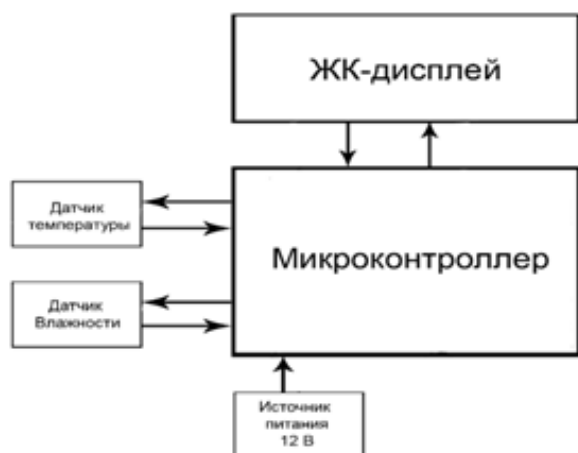 ЖК-дисплей
Датчик
температуры
Микроконтроллер
Датчик
Влажности
Источник
питания
12 В